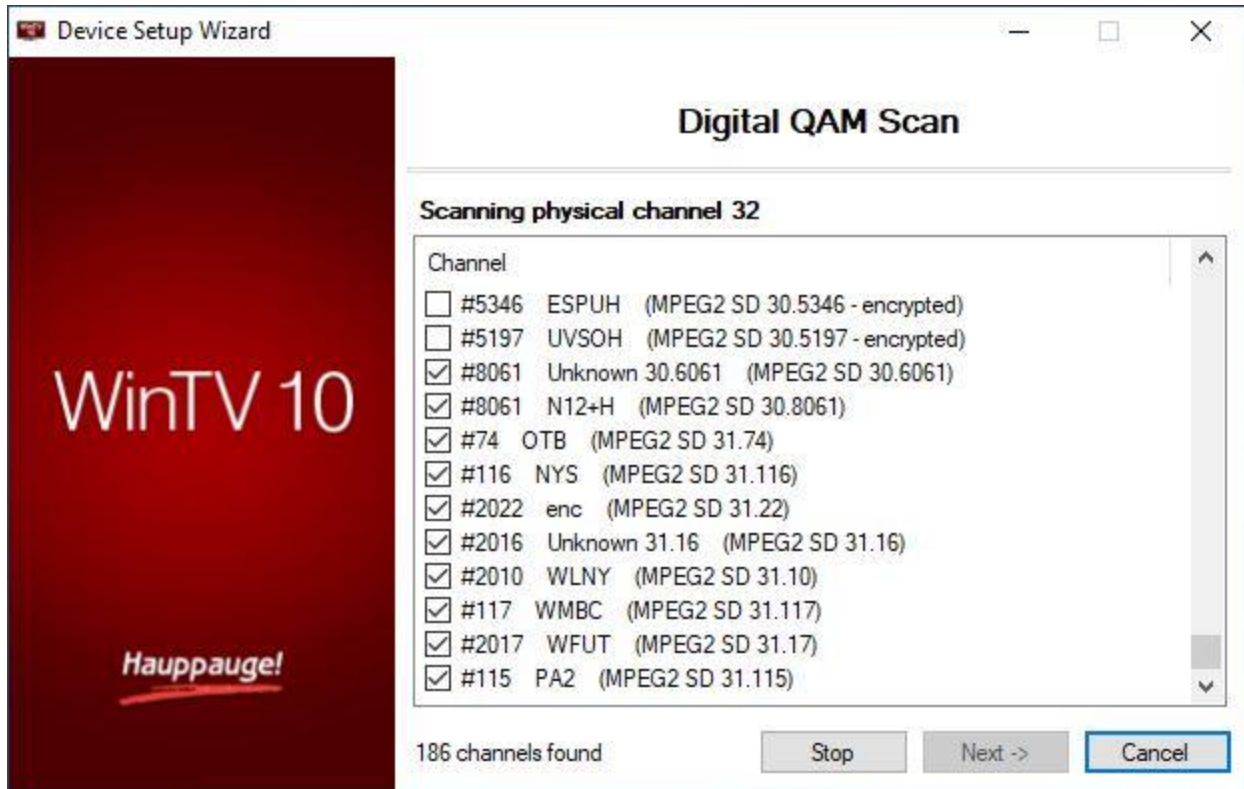 Device Setup Wizard
WinTV 10
Hauppauge!
Digital QAM Scan
Scanning physical channel 32
Channel
#5346 ESPUH (MPEG2 SD 30.5346 - encrypted)
#5197 UVSOH (MPEG2 SD 30.5197 - encrypted)
#8061 Unknown 30.6061 (MPEG2 SD 30.6061)
#8061 N12+H (MPEG2 SD 30.8061)
#74 OTB (MPEG2 SD 31.74)
#116 NYS (MPEG2 SD 31.116)
#2022 enc (MPEG2 SD 31.22)
#2016 Unknown 31.16 (MPEG2 SD 31.16)
#2010 WLNY (MPEG2 SD 31.10)
#117 WMBC (MPEG2 SD 31.117)
#2017 WFUT (MPEG2 SD 31.17)
#115 PA2 (MPEG2 SD 31.115)
186 channels found
Stop
Next ->
Cancel